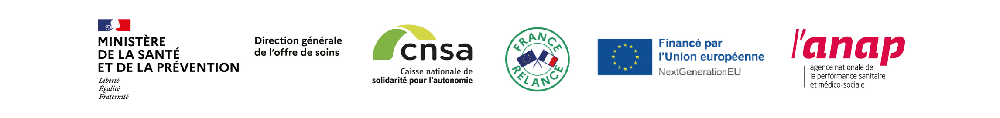 MINISTÈRE
DE LA SANTÉ
ET DE LA PRÉVENTION
Liberté
Égalité
Fraternité
Direction générale
de l'offre de soins
cnsa
Caisse nationale de
solidarité pour l'autonomie
FRANCE
RELANCE
Financé par
l'Union européenne
NextGenerationEU
l'anap
agence nationale de
la performance sanitaire
et médico-sociale